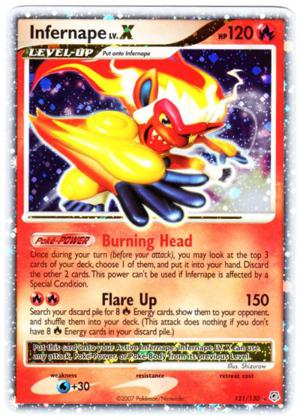 Infernape LV.X HP 120
LEVEL-UP Put onto Infernape
Poké-POWER Burning Head
Once during your turn (before your attack), you may look at the top 3
cards of your deck, choose 1 of them, and put it into your hand. Discard
the other 2 cards. This power can't be used if Infernape is affected by a
Special Condition.
Flare Up 150
Search your discard pile for 8 Energy cards, show them to your opponent,
and shuffle them into your deck. (This attack does nothing if you don't
have 8 Energy cards in your discard pile.)
Put this card onto your Active Infernape. Infernape LV.X can use
any attack, Poké-Power, or Poké-Body from its previous Level.
Illus. Shizurow
weakness resistance retreat cost
+30
©2007 Pokémon/Nintendo. 121/130